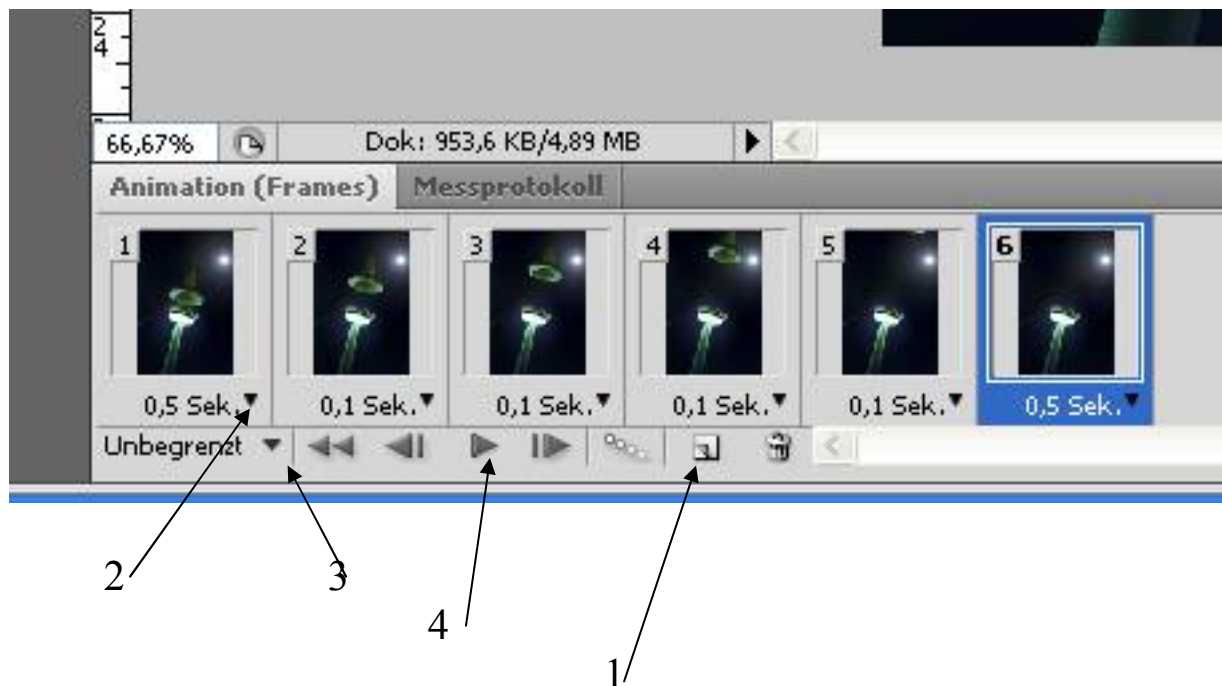 2
4
66,67% Dok: 953,6 KB/4,89 MB
Animation (Frames) Messprotokoll
1 2 3 4 5 6
0,5 Sek. 0,1 Sek. 0,1 Sek. 0,1 Sek. 0,1 Sek. 0,5 Sek.
Unbegrenzt
2 3
4
1